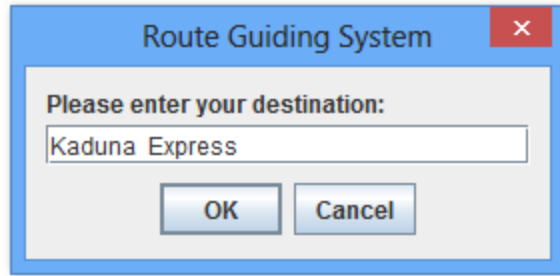 Route Guiding System
Please enter your destination:
Kaduna Express
OK Cancel